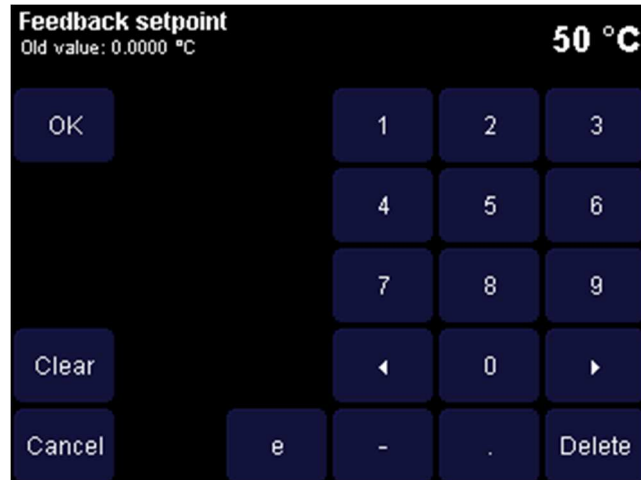 Feedback setpoint
Old value: 0.0000 °C
50 °C
OK
1 2 3
4 5 6
7 8 9
Clear ◂ 0 ▸
Cancel e - . Delete